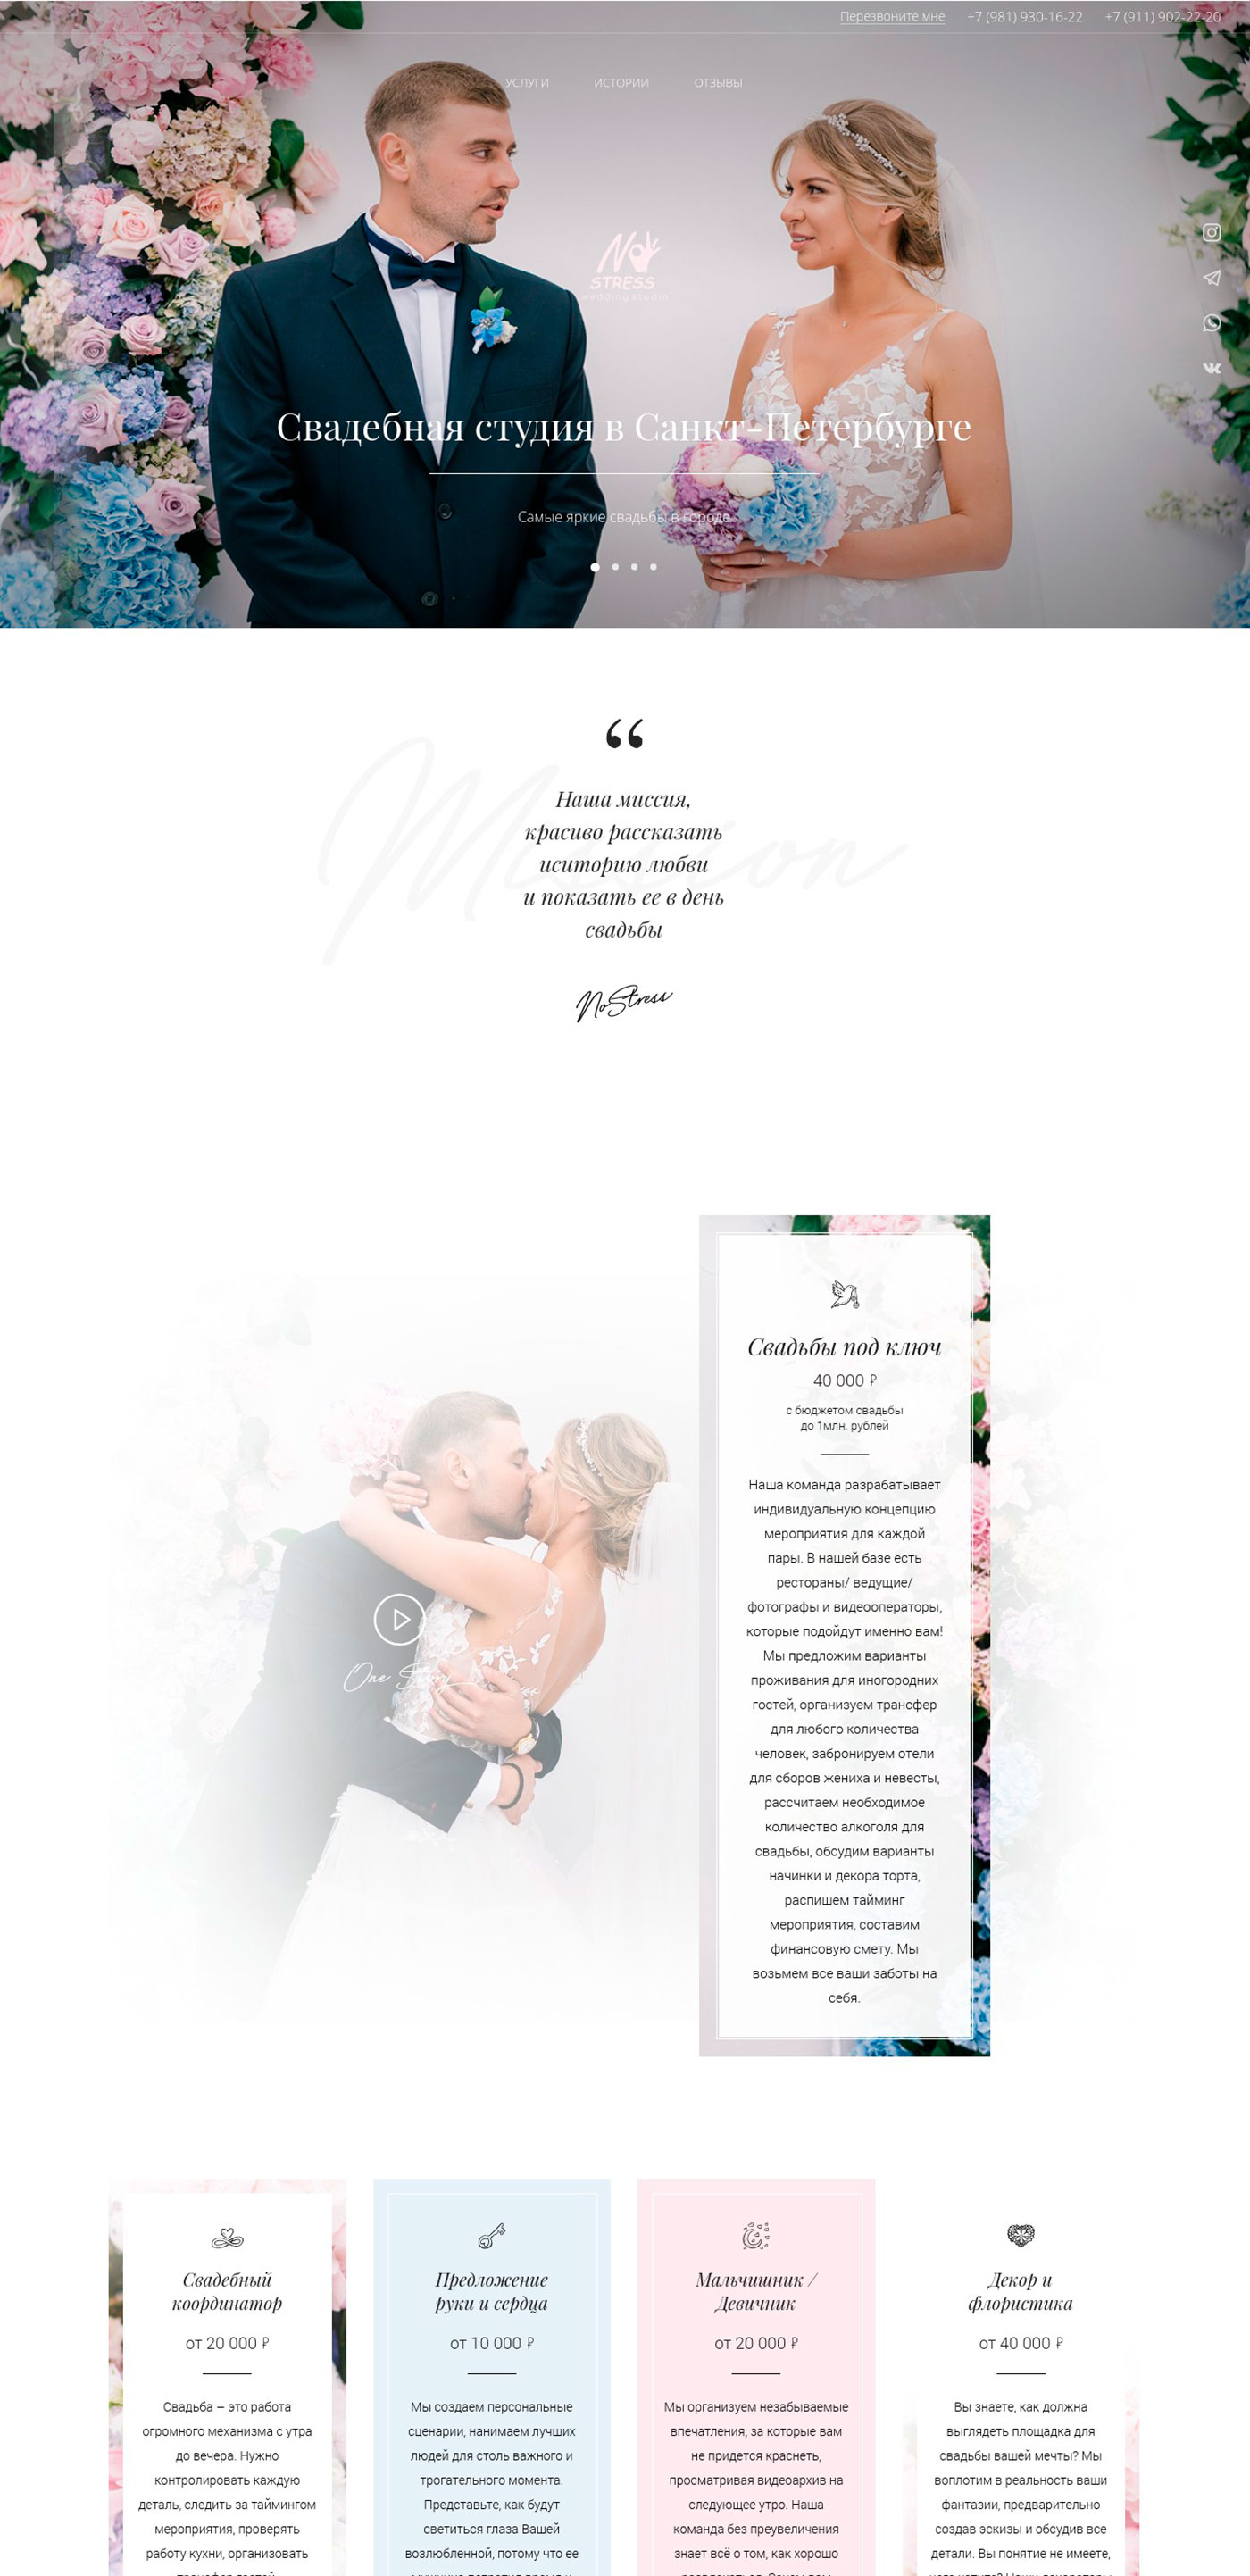 Перезвоните мне +7 (981) 930-16-22 +7 (911) 902-22-20
УСЛУГИ ИСТОРИИ ОТЗЫВЫ
No
STRESS
weddingstudio
Свадебная студия в Санкт-Петербурге
Самые яркие свадьбы в городе
“
Mission
Наша миссия,
красиво рассказать
иситорию любви
и показать ее в день
свадьбы
NoStress
Свадьбы под ключ
40 000 ₽
с бюджетом свадьбы
до 1млн. рублей
Наша команда разрабатывает
индивидуальную концепцию
мероприятия для каждой
пары. В нашей базе есть
рестораны/ ведущие/
фотографы и видеооператоры,
которые подойдут именно вам!
Мы предложим варианты
проживания для иногородних
гостей, организуем трансфер
для любого количества
человек, забронируем отели
для сборов жениха и невесты,
рассчитаем необходимое
количество алкоголя для
свадьбы, обсудим варианты
начинки и декора торта,
распишем тайминг
мероприятия, составим
финансовую смету. Мы
возьмем все ваши заботы на
себя.
One Story
Свадебный
координатор
от 20 000 ₽
Свадьба – это работа
огромного механизма с утра
до вечера. Нужно
контролировать каждую
деталь, следить за таймингом
мероприятия, проверять
работу кухни, организовать
Предложение
руки и сердца
от 10 000 ₽
Мы создаем персональные
сценарии, нанимаем лучших
людей для столь важного и
трогательного момента.
Представьте, как будут
светиться глаза Вашей
возлюбленной, потому что ее
Мальчишник /
Девичник
от 20 000 ₽
Мы организуем незабываемые
впечатления, за которые вам
не придется краснеть,
просматривая видеоархив на
следующее утро. Наша
команда без преувеличения
знает всё о том, как хорошо
Декор и
флористика
от 40 000 ₽
Вы знаете, как должна
выглядеть площадка для
свадьбы вашей мечты? Мы
воплотим в реальность ваши
фантазии, предварительно
создав эскизы и обсудив все
детали. Вы понятие не имеете,